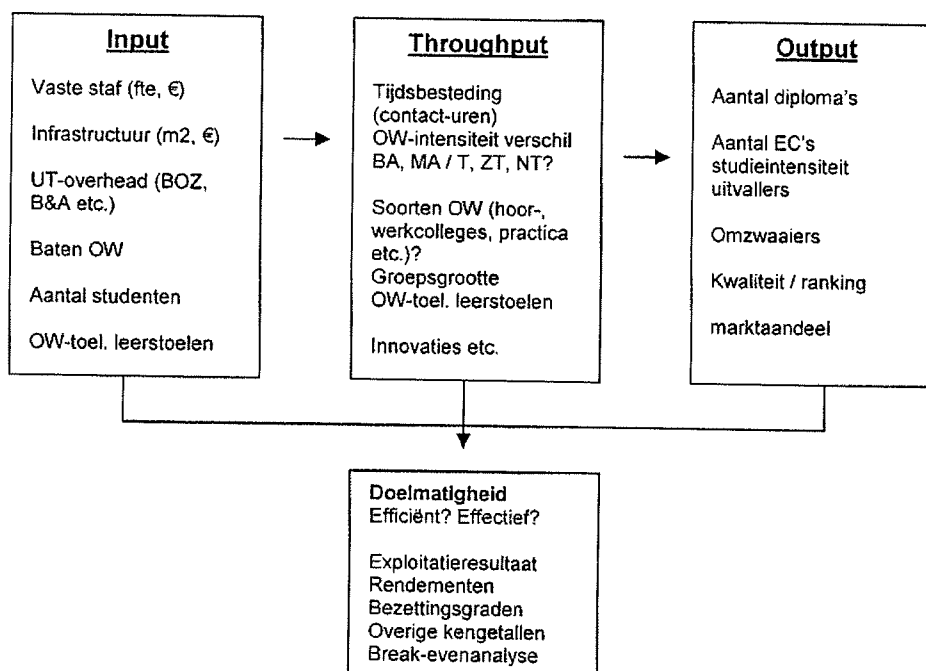 Input
Vaste staf (fte, €)
Infrastructuur (m2, €)
UT-overhead (BOZ,
B&A etc.)
Baten OW
Aantal studenten
OW-toel. leerstoelen
Throughput
Tijdsbesteding
(contact-uren)
OW-intensiteit verschil
BA, MA / T, ZT, NT?
Soorten OW (hoor-,
werkcolleges, practica
etc.)?
Groepsgrootte
OW-toel. leerstoelen
Innovaties etc.
Output
Aantal diploma's
Aantal EC's
studieintensiteit
uitvallers
Omzwaaiers
Kwaliteit / ranking
marktaandeel
Doelmatigheid
Efficiënt? Effectief?
Exploitatieresultaat
Rendementen
Bezettingsgraden
Overige kengetallen
Break-evenanalyse